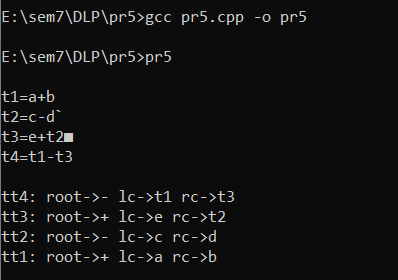 E:\sem7\DLP\pr5>gcc pr5.cpp -o pr5
E:\sem7\DLP\pr5>pr5
t1=a+b
t2=c-d`
t3=e+t2■
t4=t1-t3
tt4: root->- lc->t1 rc->t3
tt3: root->+ lc->e rc->t2
tt2: root->- lc->c rc->d
tt1: root->+ lc->a rc->b